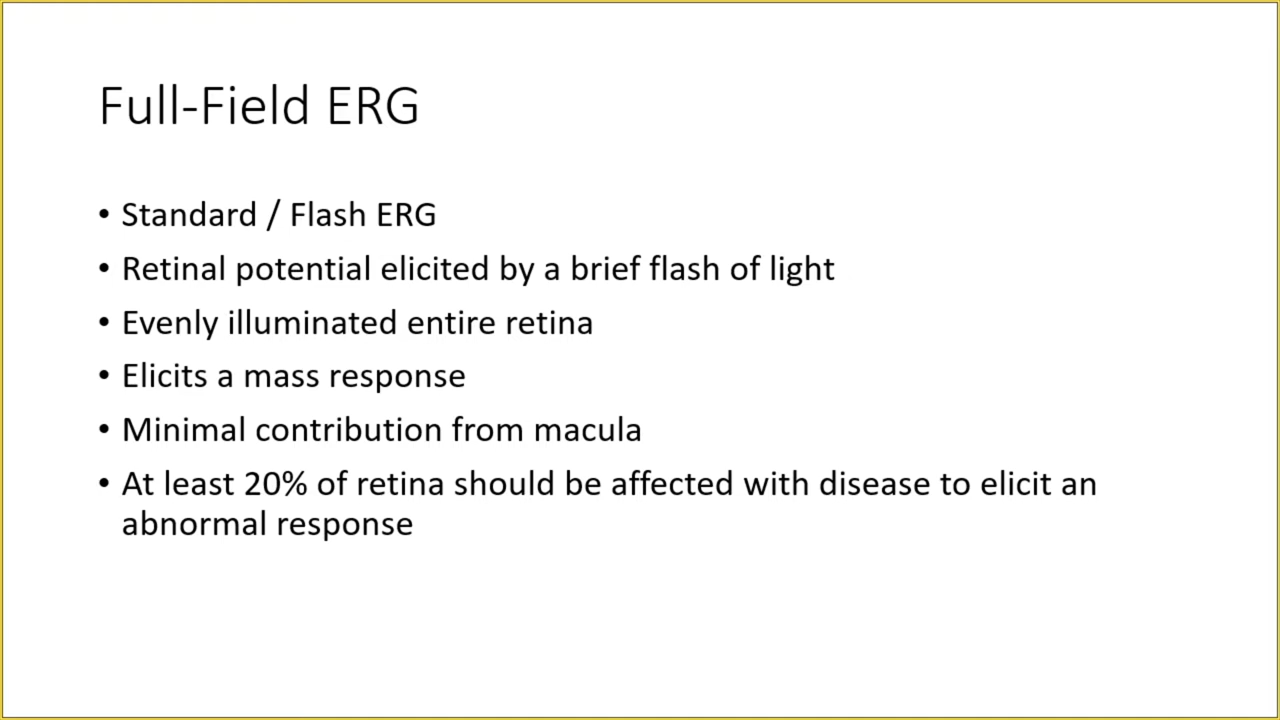 Full-Field ERG
• Standard / Flash ERG
• Retinal potential elicited by a brief flash of light
• Evenly illuminated entire retina
• Elicits a mass response
• Minimal contribution from macula
• At least 20% of retina should be affected with disease to elicit an
abnormal response